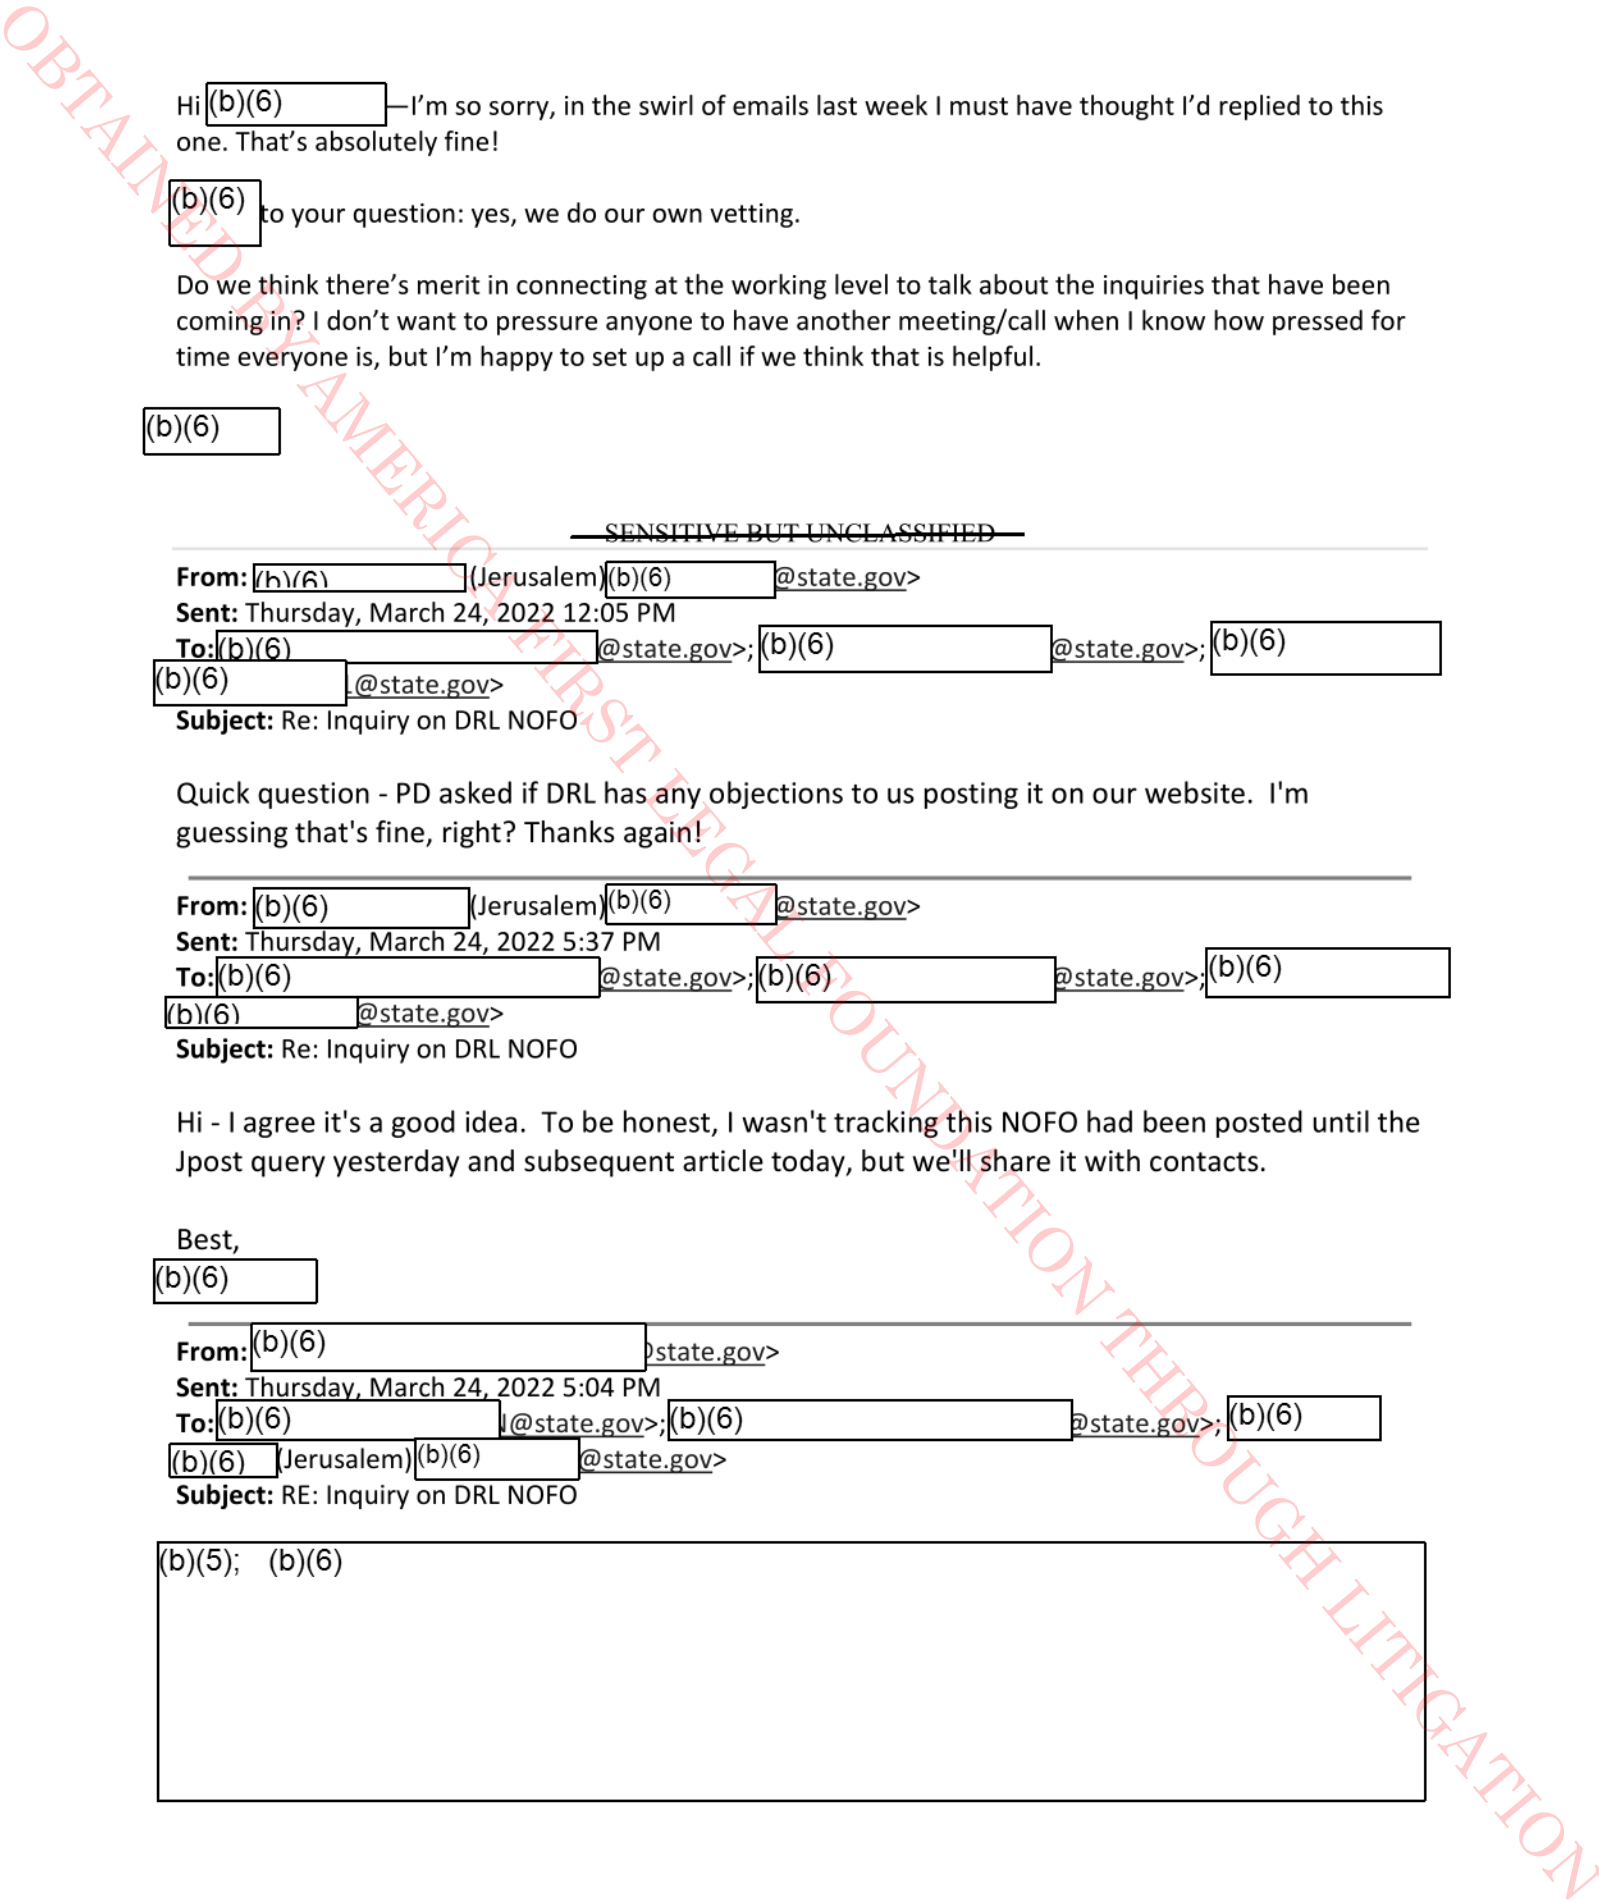 Hi (b)(6) —I’m so sorry, in the swirl of emails last week I must have thought I’d replied to this
one. That’s absolutely fine!
(b)(6) to your question: yes, we do our own vetting.
Do we think there’s merit in connecting at the working level to talk about the inquiries that have been
coming in? I don’t want to pressure anyone to have another meeting/call when I know how pressed for
time everyone is, but I’m happy to set up a call if we think that is helpful.
(b)(6)
SENSITIVE BUT UNCLASSIFIED
From: (b)(6) (Jerusalem) (b)(6) @state.gov>
Sent: Thursday, March 24, 2022 12:05 PM
To: (b)(6) @state.gov>; (b)(6) @state.gov>; (b)(6)
(b)(6) @state.gov>
Subject: Re: Inquiry on DRL NOFO
Quick question - PD asked if DRL has any objections to us posting it on our website. I'm
guessing that's fine, right? Thanks again!
From: (b)(6) (Jerusalem) (b)(6) @state.gov>
Sent: Thursday, March 24, 2022 5:37 PM
To: (b)(6) @state.gov>; (b)(6) @state.gov>; (b)(6)
(b)(6) @state.gov>
Subject: Re: Inquiry on DRL NOFO
Hi - I agree it's a good idea. To be honest, I wasn't tracking this NOFO had been posted until the
Jpost query yesterday and subsequent article today, but we'll share it with contacts.
Best,
(b)(6)
From: (b)(6) state.gov>
Sent: Thursday, March 24, 2022 5:04 PM
To: (b)(6) @state.gov>; (b)(6) @state.gov>; (b)(6)
(b)(6) (Jerusalem) (b)(6) @state.gov>
Subject: RE: Inquiry on DRL NOFO
(b)(5); (b)(6)
OBTAINED BY AMERICA FIRST LEGAL FOUNDATION THROUGH LITIGATION